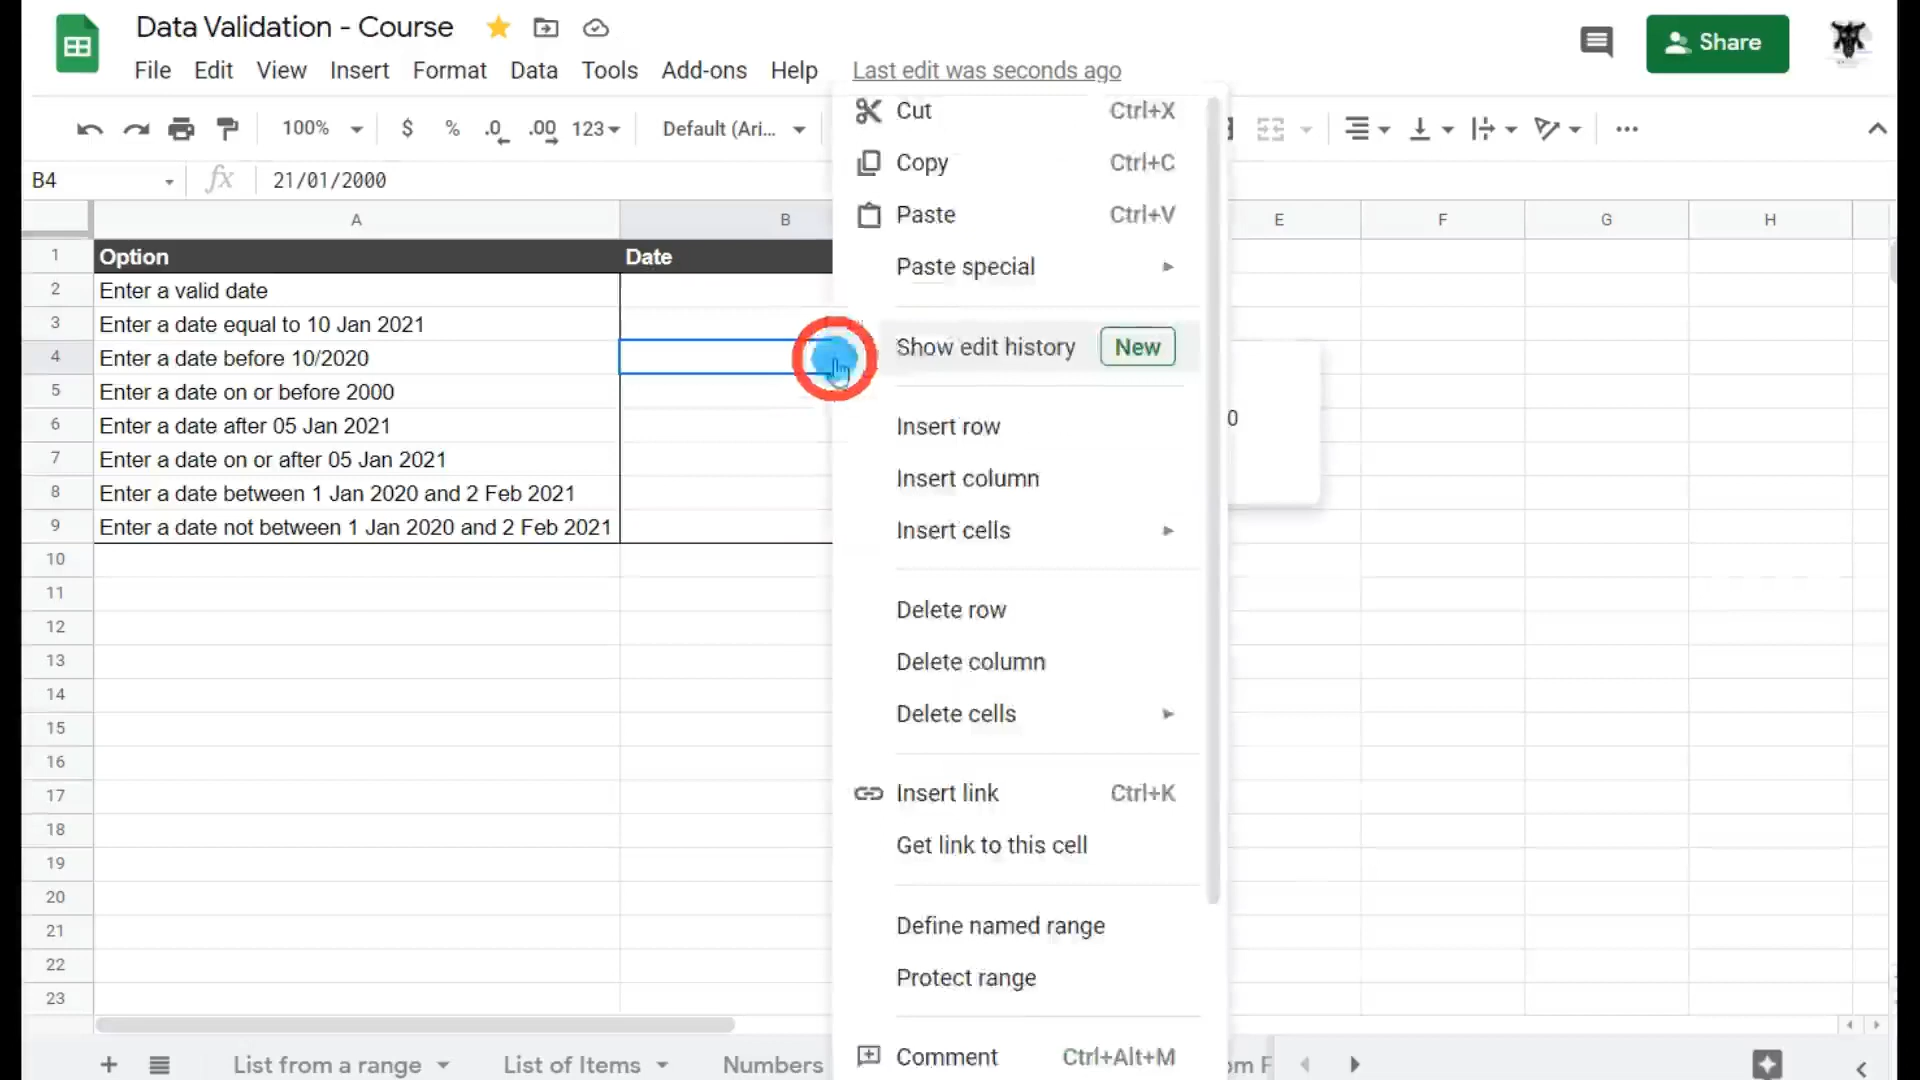 Data Validation - Course
File Edit View Insert Format Data Tools Add-ons Help Last edit was seconds ago
Share
100% $ % .0 .00 123 Default (Ari...
B4 fx 21/01/2000
A B E F G H
1 Option Date
2 Enter a valid date
3 Enter a date equal to 10 Jan 2021
4 Enter a date before 10/2020
5 Enter a date on or before 2000
6 Enter a date after 05 Jan 2021
7 Enter a date on or after 05 Jan 2021
8 Enter a date between 1 Jan 2020 and 2 Feb 2021
9 Enter a date not between 1 Jan 2020 and 2 Feb 2021
10
11
12
13
14
15
16
17
18
19
20
21
22
23
Cut Ctrl+X
Copy Ctrl+C
Paste Ctrl+V
Paste special
Show edit history New
0
Insert row
Insert column
Insert cells
Delete row
Delete column
Delete cells
Insert link Ctrl+K
Get link to this cell
Define named range
Protect range
Comment Ctrl+Alt+M
List from a range List of Items Numbers om F